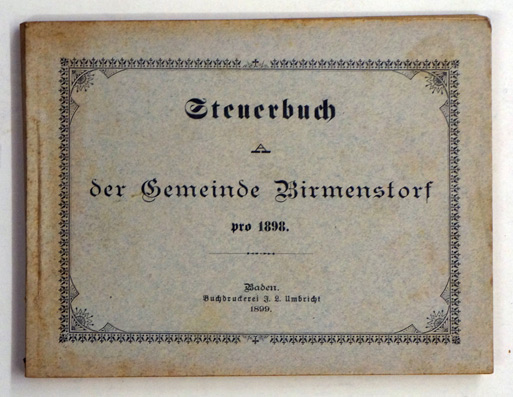 Steuerbuch
der Gemeinde Birmenstorf
pro 1898.
Baden.
Buchdruckerei J. L. Umbricht
1899.